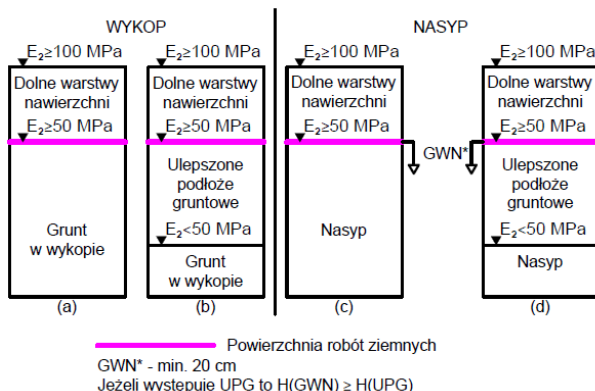 WYKOP
NASYP
E₂≥100 MPa
E₂≥100 MPa
E₂≥100 MPa
E₂≥100 MPa
Dolne warstwy
nawierzchni
Dolne warstwy
nawierzchni
Dolne warstwy
nawierzchni
Dolne warstwy
nawierzchni
E₂≥50 MPa
E₂≥50 MPa
E₂≥50 MPa
E₂≥50 MPa
GWN*
Grunt
w wykopie
Ulepszone
podłoże
gruntowe
E₂<50 MPa
Grunt
w wykopie
Nasyp
Ulepszone
podłoże
gruntowe
E₂<50 MPa
Nasyp
(a)
(b)
(c)
(d)
Powierzchnia robót ziemnych
GWN* - min. 20 cm
Jeżeli występuje UPG to H(GWN) ≥ H(UPG)